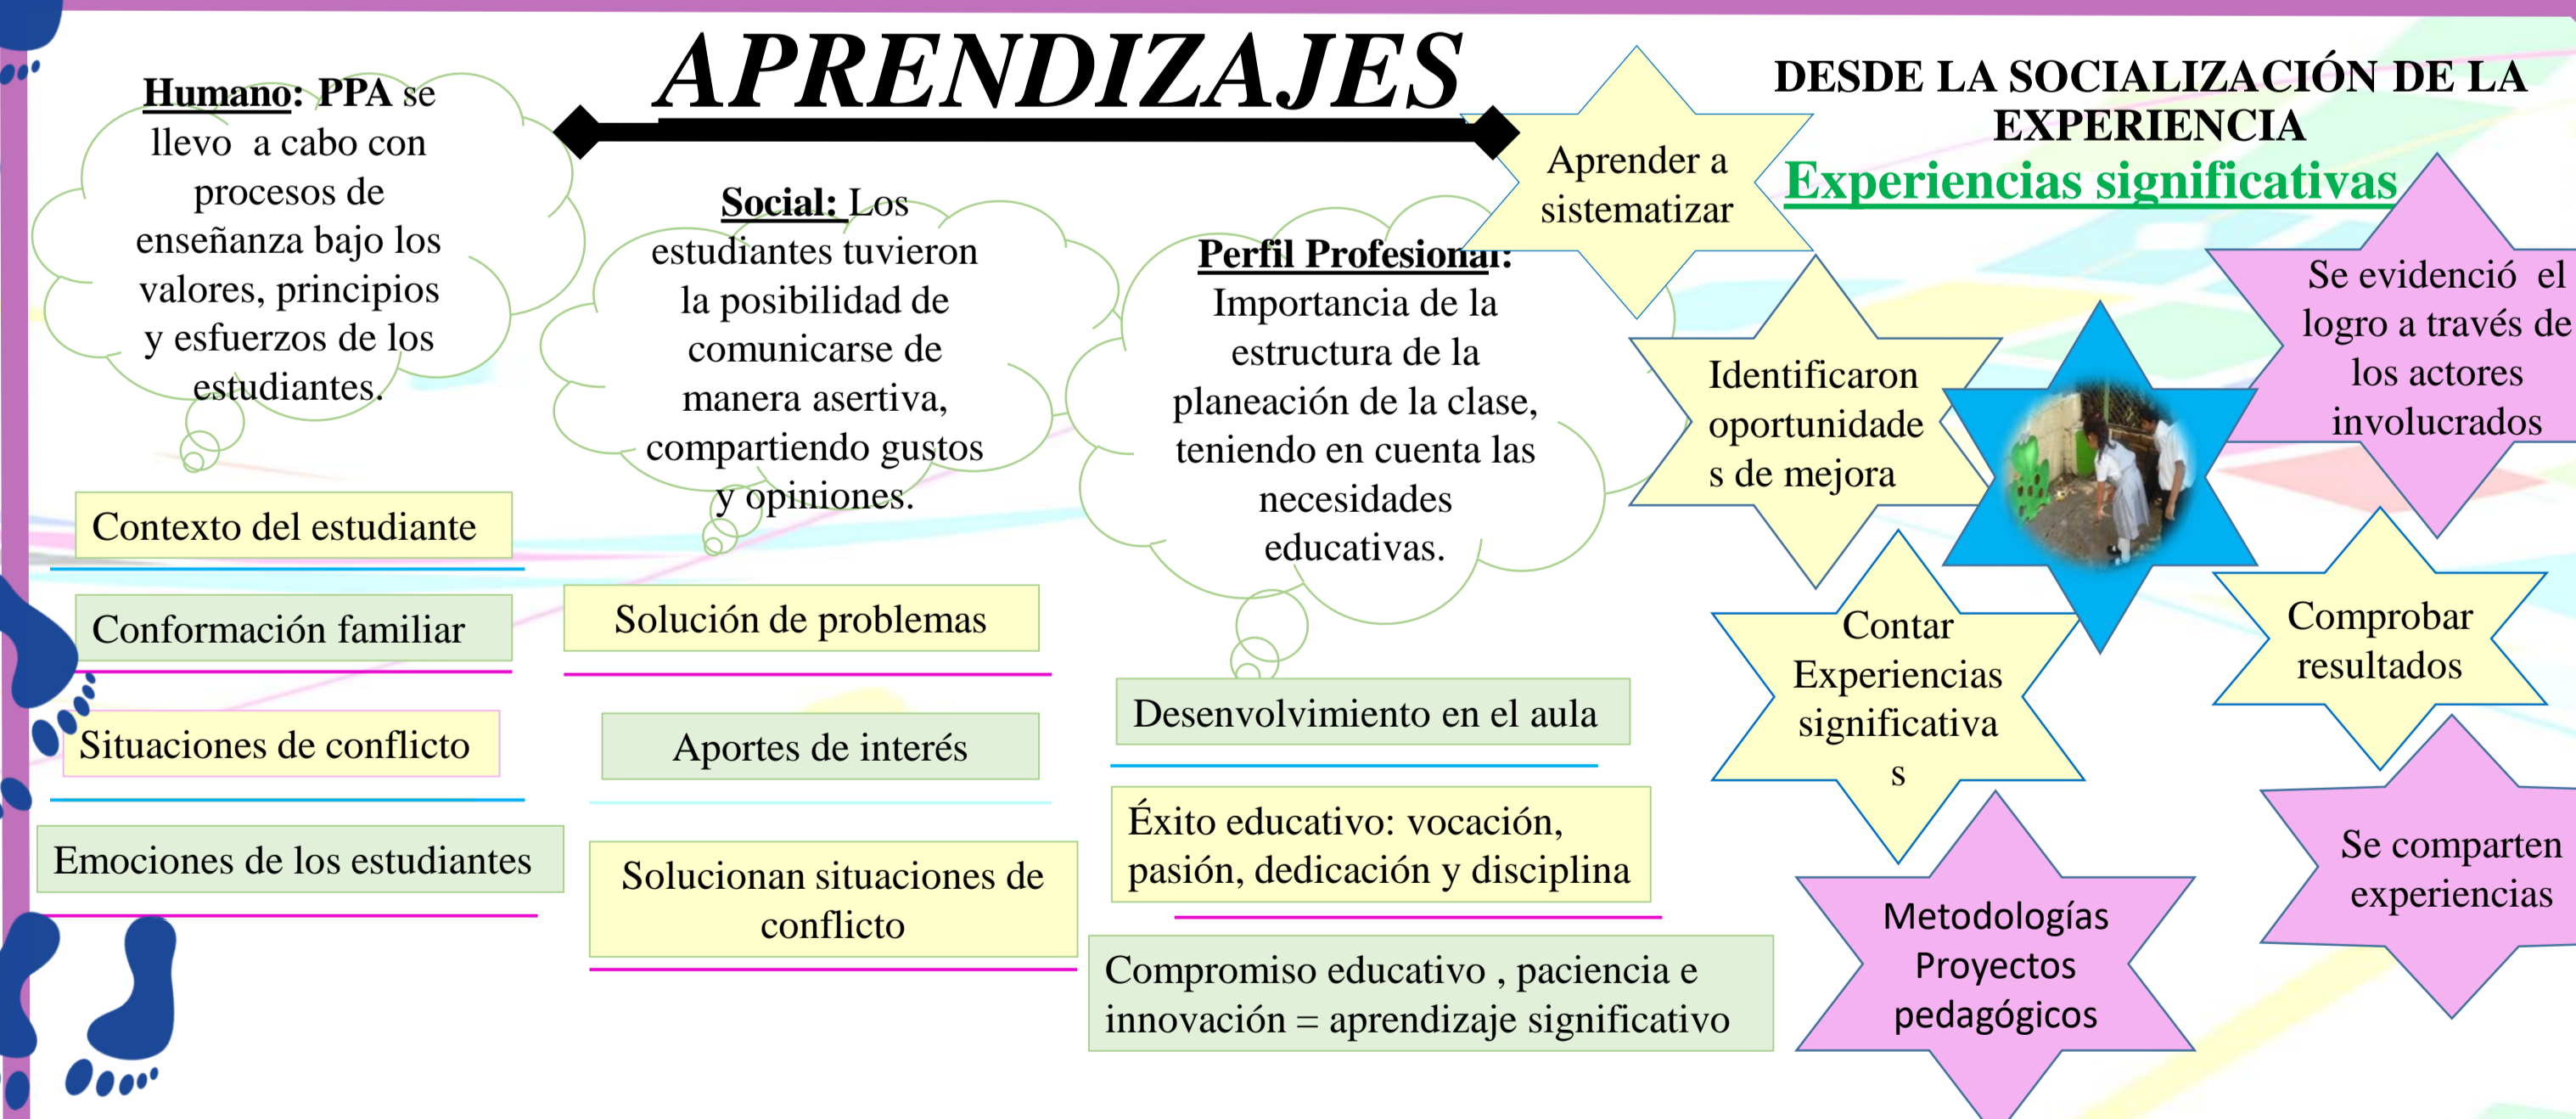 APRENDIZAJES
Humano: PPA se
llevo a cabo con
procesos de
enseñanza bajo los
valores, principios
y esfuerzos de los
estudiantes.
Contexto del estudiante
Conformación familiar
Situaciones de conflicto
Emociones de los estudiantes
Social: Los
estudiantes tuvieron
la posibilidad de
comunicarse de
manera asertiva,
compartiendo gustos
y opiniones.
Solución de problemas
Aportes de interés
Solucionan situaciones de
conflicto
Perfil Profesional:
Importancia de la
estructura de la
planeación de la clase,
teniendo en cuenta las
necesidades
educativas.
Desenvolvimiento en el aula
Éxito educativo: vocación,
pasión, dedicación y disciplina
Compromiso educativo , paciencia e
innovación = aprendizaje significativo
DESDE LA SOCIALIZACIÓN DE LA
EXPERIENCIA
Experiencias significativas
Aprender a
sistematizar
Identificaron
oportunidade
s de mejora
Contar
Experiencias
significativa
s
Metodologías
Proyectos
pedagógicos
Se evidenció el
logro a través de
los actores
involucrados
Comprobar
resultados
Se comparten
experiencias